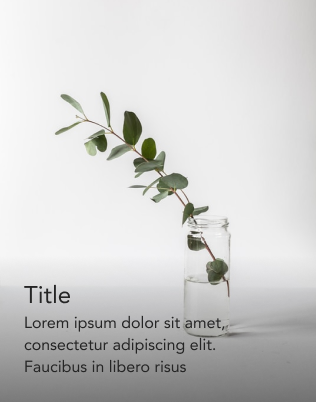 Title
Lorem ipsum dolor sit amet,
consectetur adipiscing elit.
Faucibus in libero risus